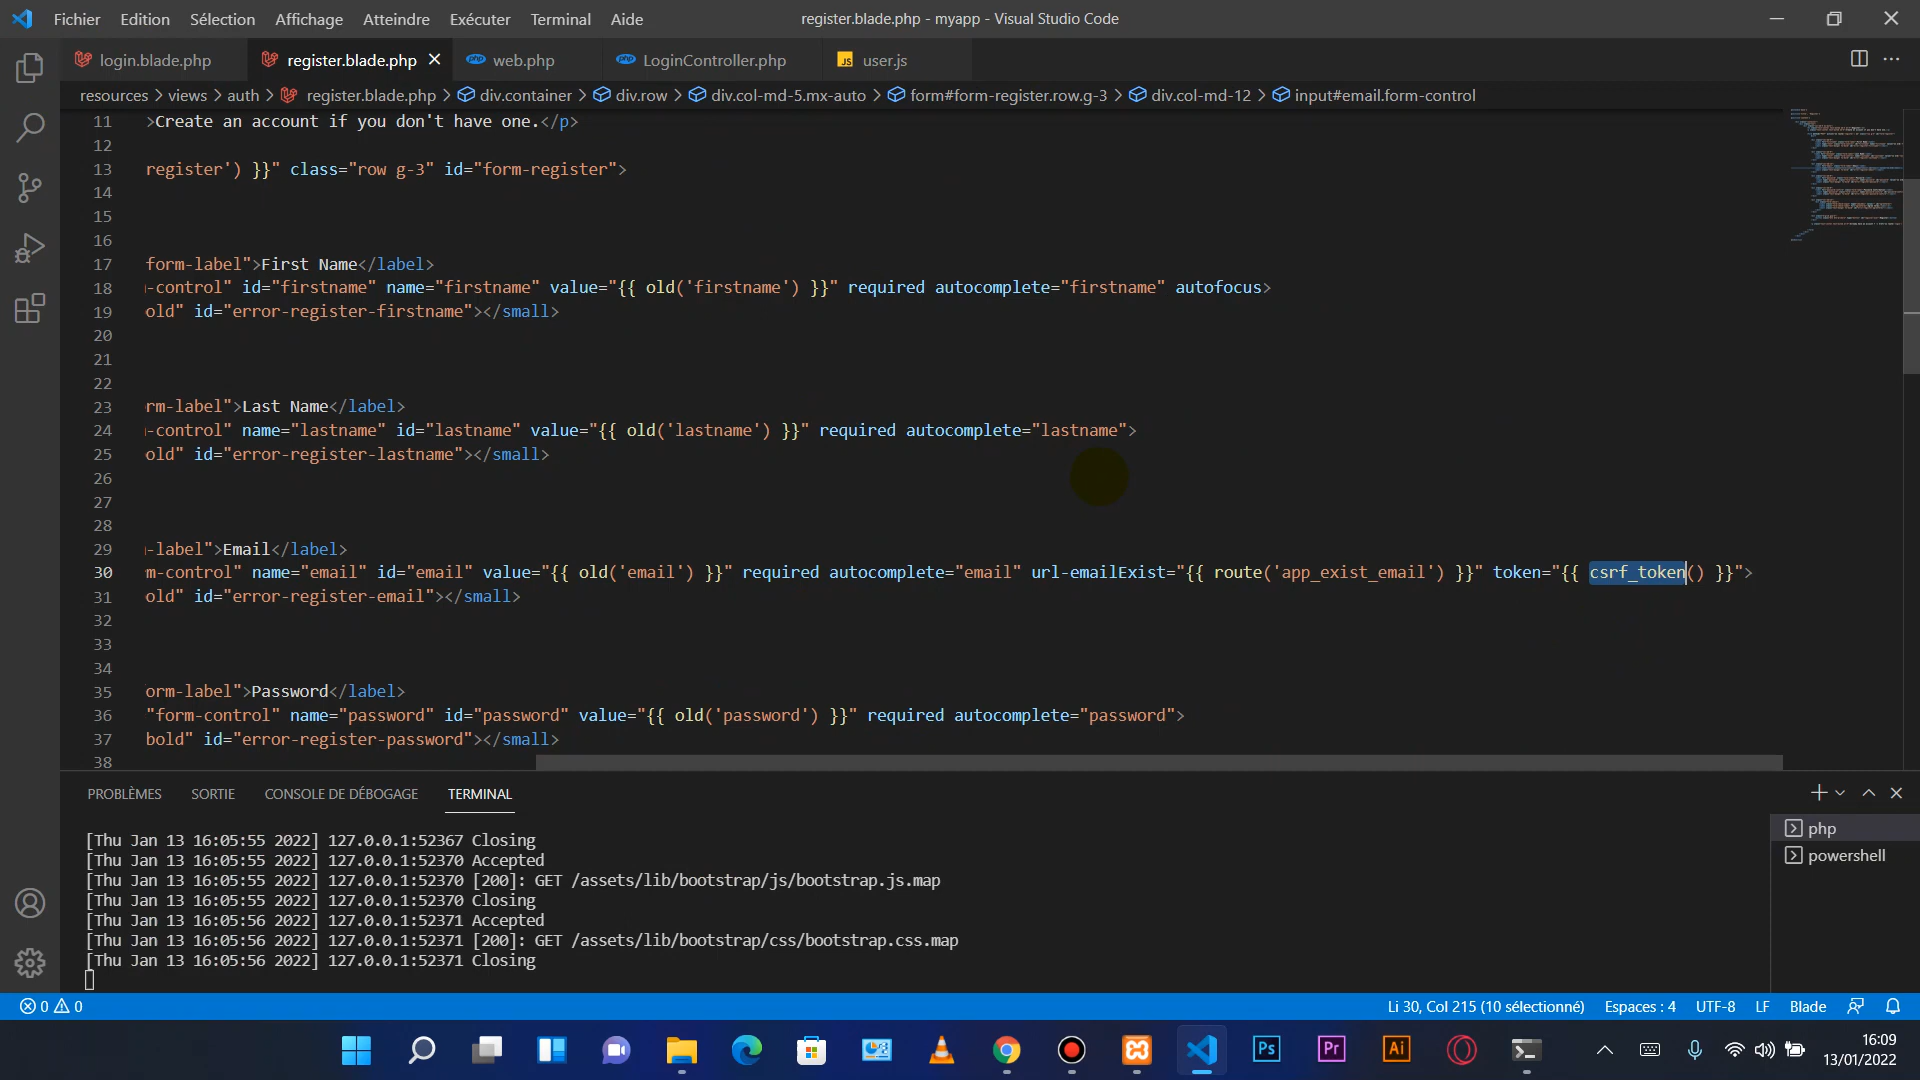 Fichier Edition Sélection Affichage Atteindre Exécuter Terminal Aide register.blade.php - myapp - Visual Studio Code
login.blade.php register.blade.php web.php LoginController.php JS user.js
resources > views > auth > register.blade.php > div.container > div.row > div.col-md-5.mx-auto > form#form-register.row.g-3 > div.col-md-12 > input#email.form-control
11 >Create an account if you don't have one.</p>
12
13 register') }}" class="row g-3" id="form-register">
14
15
16
17 form-label">First Name</label>
18 -control" id="firstname" name="firstname" value="{{ old('firstname') }}" required autocomplete="firstname" autofocus>
19 old" id="error-register-firstname"></small>
20
21
22
23 rm-label">Last Name</label>
24 -control" name="lastname" id="lastname" value="{{ old('lastname') }}" required autocomplete="lastname">
25 old" id="error-register-lastname"></small>
26
27
28
29 -label">Email</label>
30 m-control" name="email" id="email" value="{{ old('email') }}" required autocomplete="email" url-emailExist="{{ route('app_exist_email') }}" token="{{ csrf_token() }}">
31 old" id="error-register-email"></small>
32
33
34
35 orm-label">Password</label>
36 "form-control" name="password" id="password" value="{{ old('password') }}" required autocomplete="password">
37 bold" id="error-register-password"></small>
38
PROBLÈMES SORTIE CONSOLE DE DÉBOGAGE TERMINAL
[Thu Jan 13 16:05:55 2022] 127.0.0.1:52367 Closing
[Thu Jan 13 16:05:55 2022] 127.0.0.1:52370 Accepted
[Thu Jan 13 16:05:55 2022] 127.0.0.1:52370 [200]: GET /assets/lib/bootstrap/js/bootstrap.js.map
[Thu Jan 13 16:05:55 2022] 127.0.0.1:52370 Closing
[Thu Jan 13 16:05:56 2022] 127.0.0.1:52371 Accepted
[Thu Jan 13 16:05:56 2022] 127.0.0.1:52371 [200]: GET /assets/lib/bootstrap/css/bootstrap.css.map
[Thu Jan 13 16:05:56 2022] 127.0.0.1:52371 Closing
php
powershell
0 0 Li 30, Col 215 (10 sélectionné) Espaces : 4 UTF-8 LF Blade
Ps Pr Ai
16:09
13/01/2022